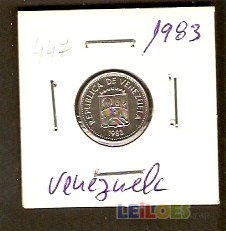 447
1983
REPUBLICA DE VENEZUELA
1983
venezuela
LEILOES